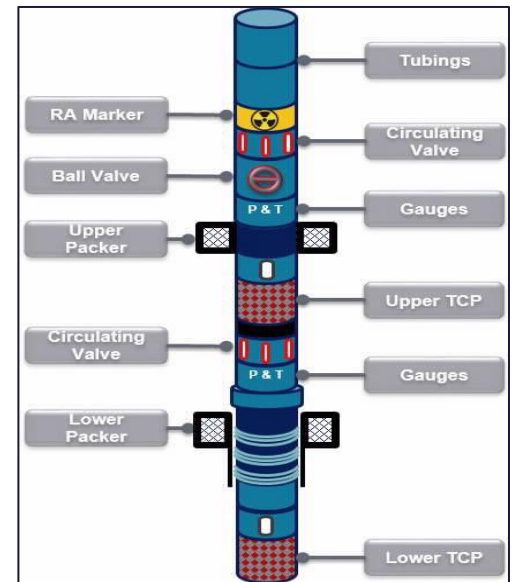 Tubings
RA Marker
Circulating
Valve
Ball Valve
P & T
Gauges
Upper
Packer
Upper TCP
Circulating
Valve
P & T
Gauges
Lower
Packer
Lower TCP